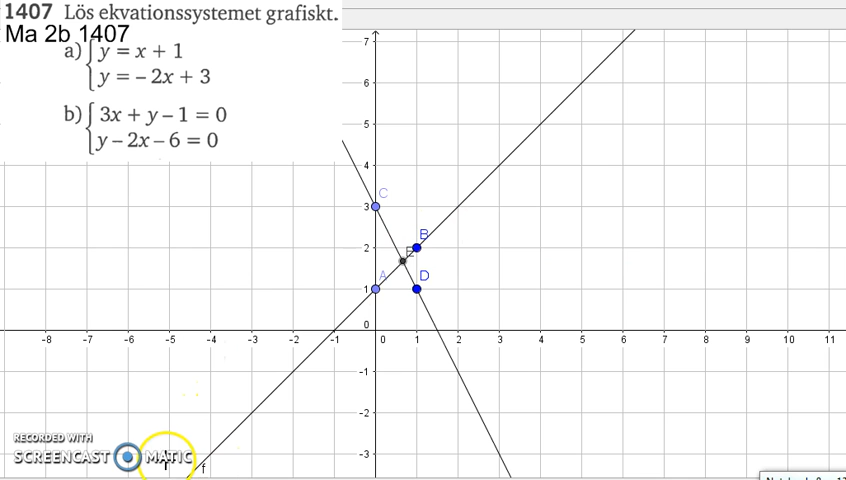 1407 Lös ekvationssystemet grafiskt.
Ma 2b 1407
a) y = x + 1
y = – 2x + 3
b) 3x + y – 1 = 0
y – 2x – 6 = 0
7
6
5
4
C
3
B
2
E
A
D
1
0
-8 -7 -6 -5 -4 -3 -2 -1 0 1 2 3 4 5 6 7 8 9 10 11
-1
-2
RECORDED WITH
SCREENCAST MATIC
-3
f